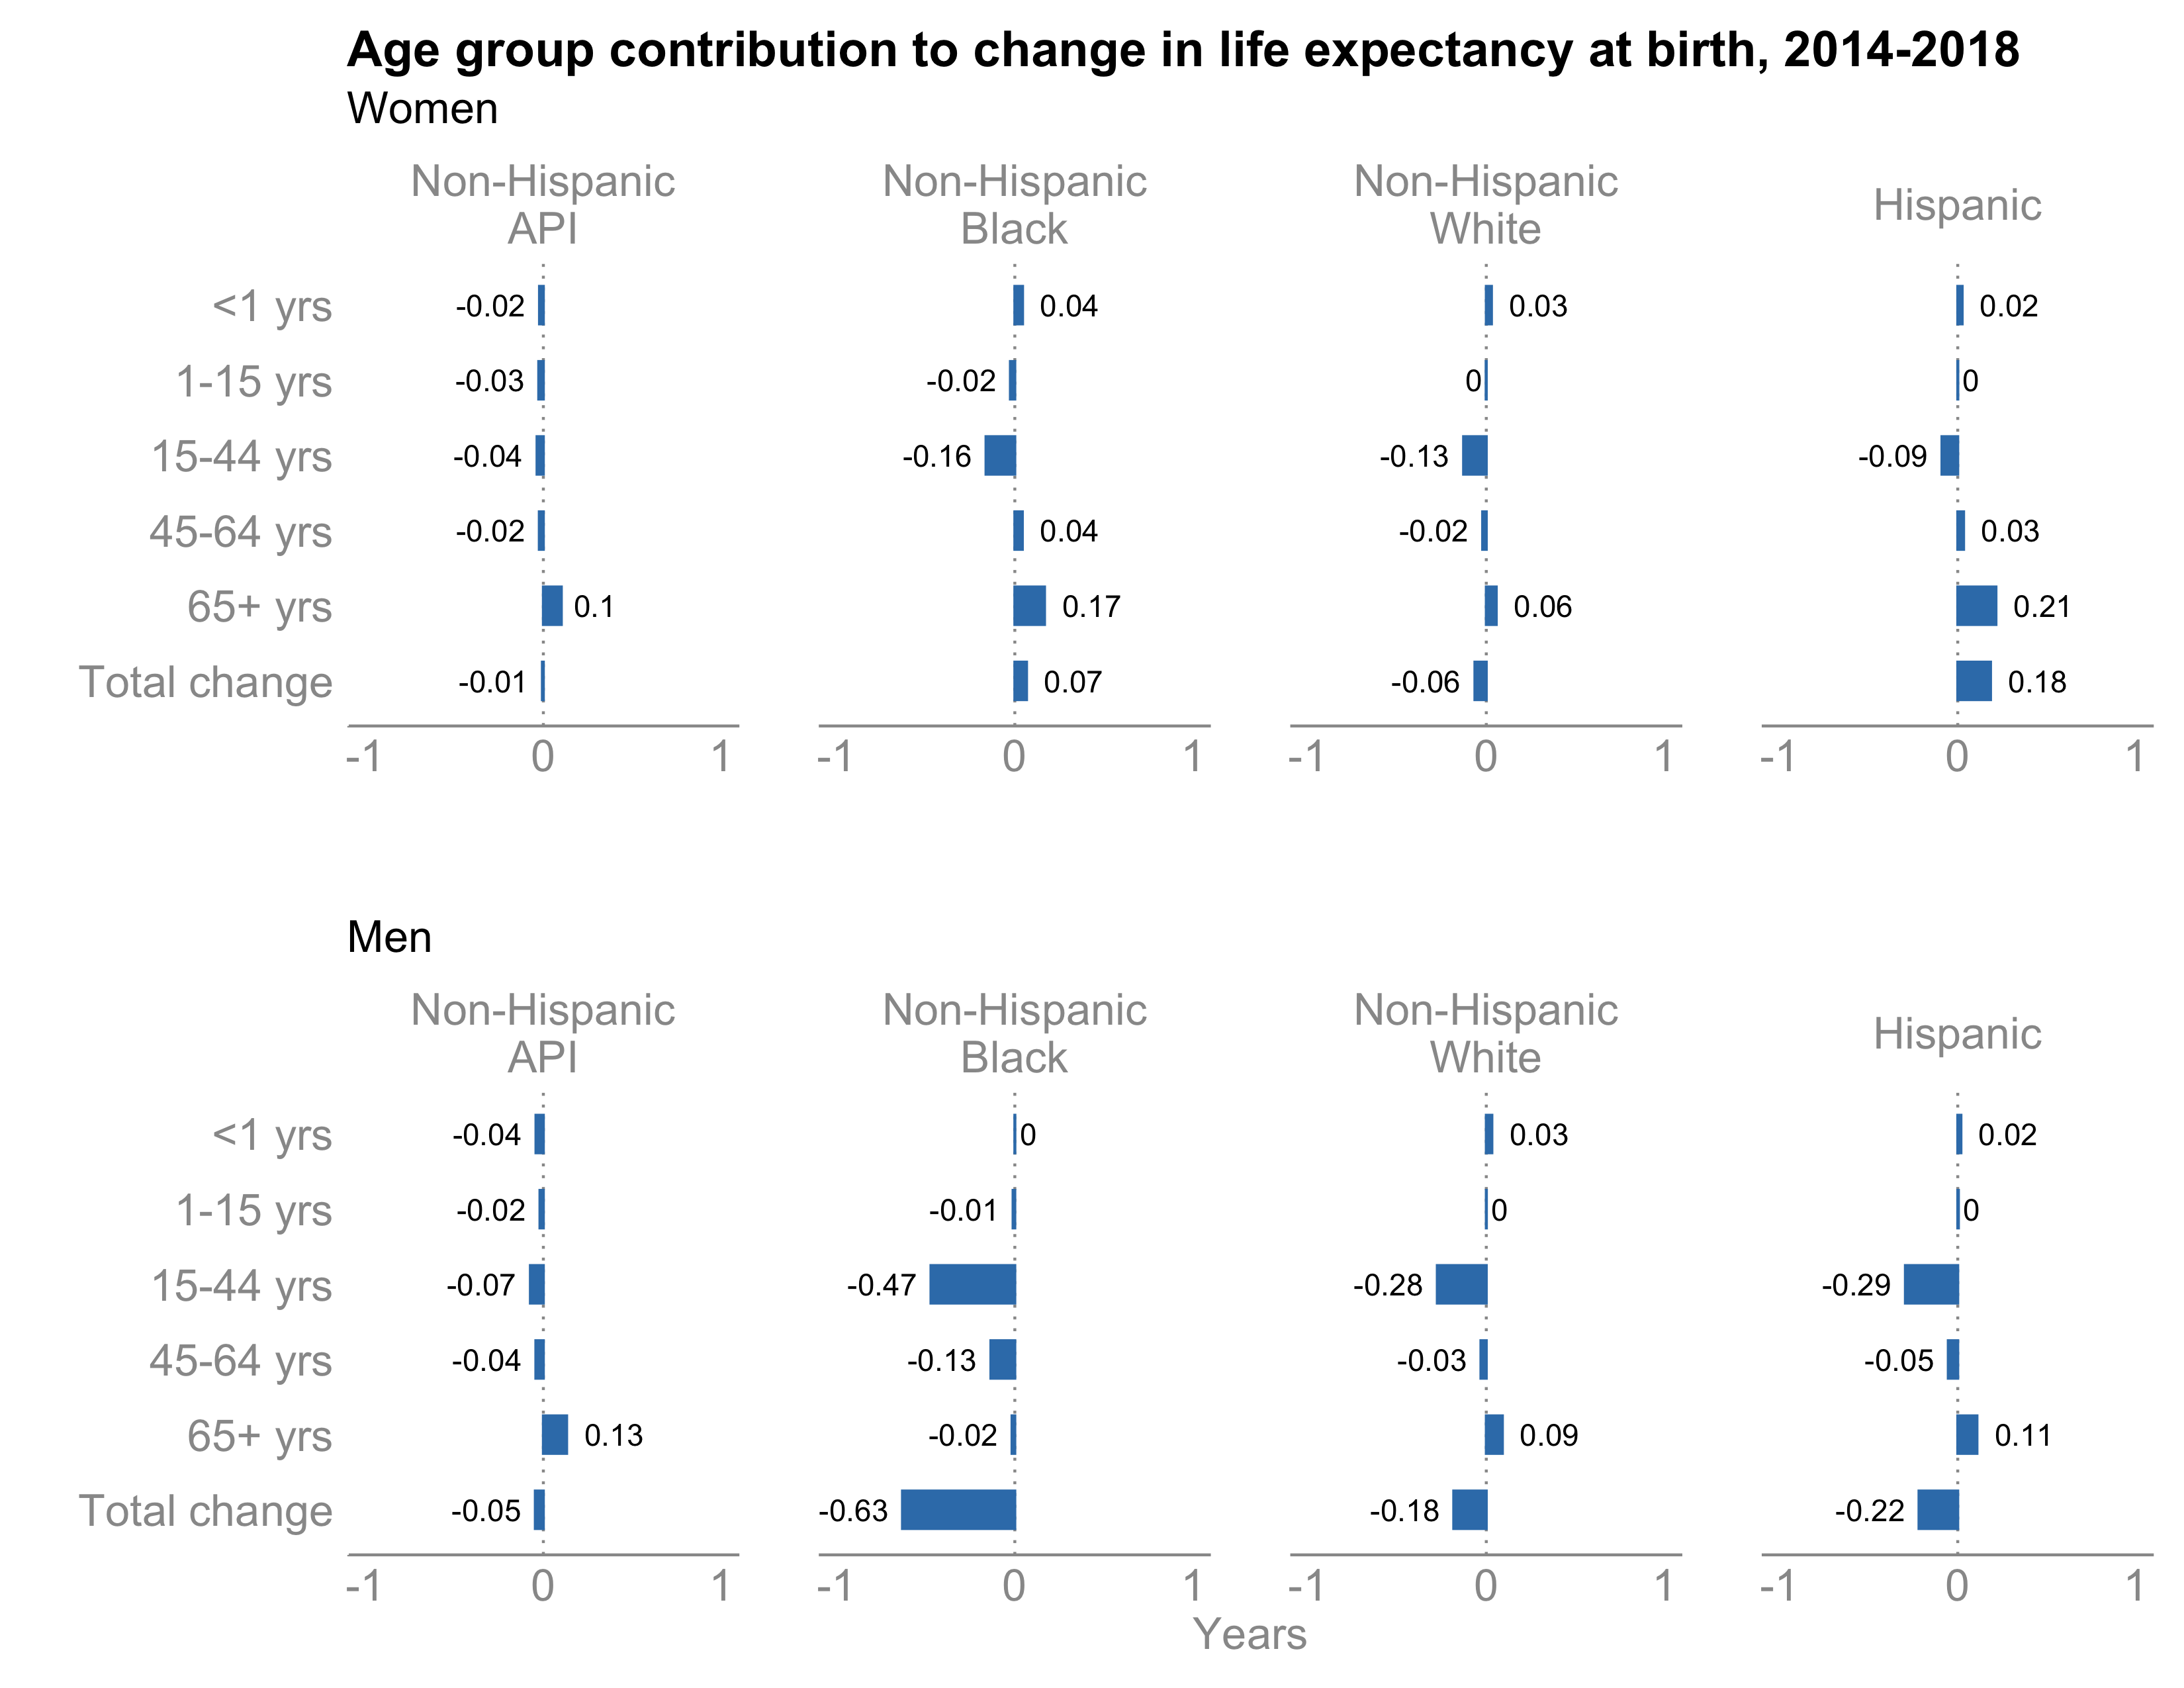 Age group contribution to change in life expectancy at birth, 2014-2018
Women
Non-Hispanic API
Non-Hispanic Black
Non-Hispanic White
Hispanic
<1 yrs -0.02 0.04 0.03 0.02
1-15 yrs -0.03 -0.02 0 0
15-44 yrs -0.04 -0.16 -0.13 -0.09
45-64 yrs -0.02 0.04 -0.02 0.03
65+ yrs 0.1 0.17 0.06 0.21
Total change -0.01 0.07 -0.06 0.18
-1 0 1 -1 0 1 -1 0 1 -1 0 1
Men
Non-Hispanic API
Non-Hispanic Black
Non-Hispanic White
Hispanic
<1 yrs -0.04 0 0.03 0.02
1-15 yrs -0.02 -0.01 0 0
15-44 yrs -0.07 -0.47 -0.28 -0.29
45-64 yrs -0.04 -0.13 -0.03 -0.05
65+ yrs 0.13 -0.02 0.09 0.11
Total change -0.05 -0.63 -0.18 -0.22
-1 0 1 -1 0 1 -1 0 1 -1 0 1
Years